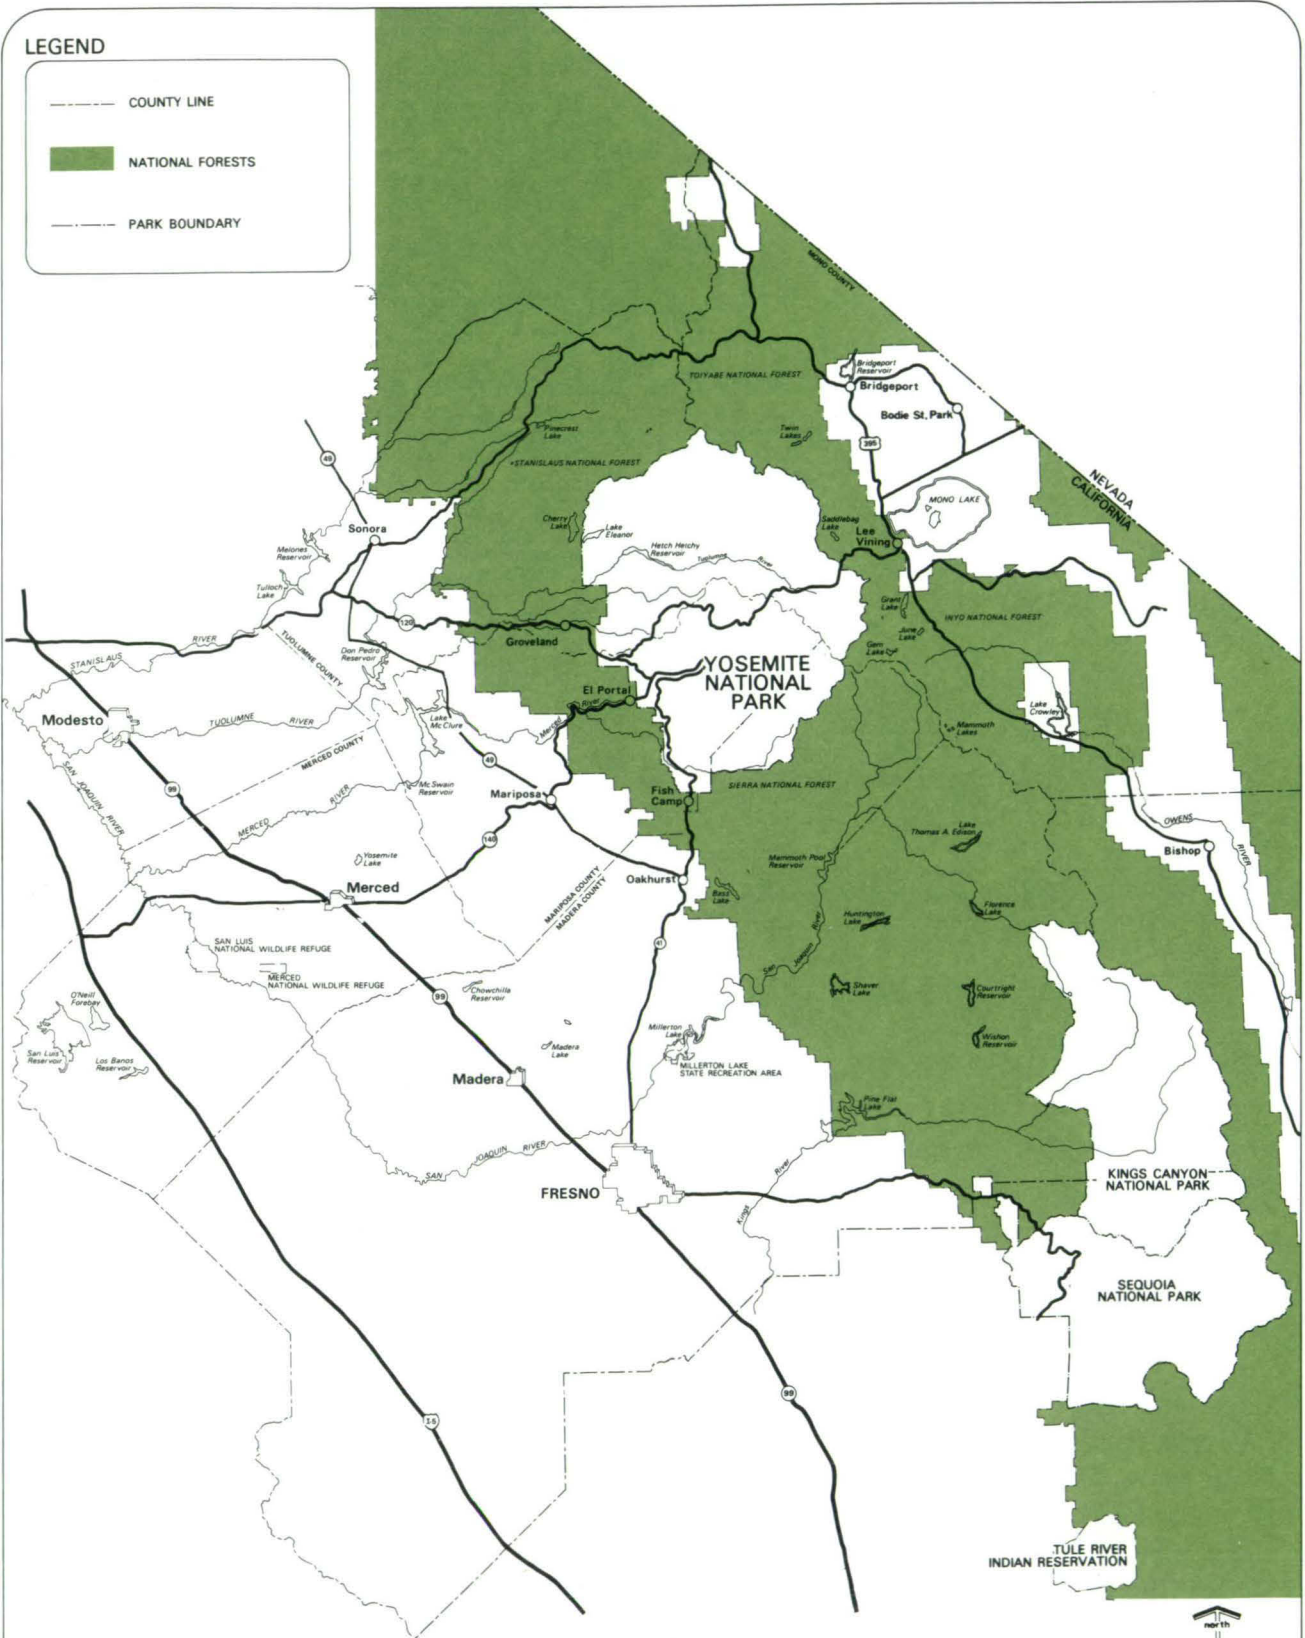 LEGEND
COUNTY LINE
NATIONAL FORESTS
PARK BOUNDARY
MONO COUNTY
TOIYABE NATIONAL FOREST
Bridgeport
Reservoir
Bridgeport
Bodie St. Park
Pinecrest
Lake
Twin
Lakes
395
49
STANISLAUS NATIONAL FOREST
NEVADA
CALIFORNIA
MONO LAKE
Sonora
Cherry
Lake
Lake
Eleanor
Saddlebag
Lake
Lee
Vining
Melones
Reservoir
Hetch Hetchy
Reservoir
Tuolumne
River
Tulloch
Lake
Grant
Lake
INYO NATIONAL FOREST
120
Groveland
June
Lake
Gem
Lake
STANISLAUS
RIVER
TUOLUMNE COUNTY
Don Pedro
Reservoir
YOSEMITE
NATIONAL
PARK
El Portal
Merced
River
Lake
Crowley
Modesto
TUOLUMNE
RIVER
Lake
McClure
Mammoth
Lakes
MERCED COUNTY
49
SAN JOAQUIN
RIVER
99
McSwain
Reservoir
Mariposa
Fish
Camp
SIERRA NATIONAL FOREST
MERCED
RIVER
140
Lake
Thomas A. Edison
OWENS
RIVER
Bishop
Yosemite
Lake
Mammoth Pool
Reservoir
Merced
Oakhurst
Bass
Lake
MARIPOSA COUNTY
MADERA COUNTY
Huntington
Lake
Florence
Lake
SAN LUIS
NATIONAL WILDLIFE REFUGE
41
San
Joaquin
River
MERCED
NATIONAL WILDLIFE REFUGE
Chowchilla
Reservoir
99
Shaver
Lake
Courtright
Reservoir
O'Neill
Forebay
San Luis
Reservoir
Los Banos
Reservoir
Millerton
Lake
Wishon
Reservoir
Madera
Lake
MILLERTON LAKE
STATE RECREATION AREA
Madera
Pine Flat
Lake
SAN
JOAQUIN
RIVER
FRESNO
Kings
River
KINGS CANYON
NATIONAL PARK
SEQUOIA
NATIONAL PARK
99
I-5
TULE RIVER
INDIAN RESERVATION
north